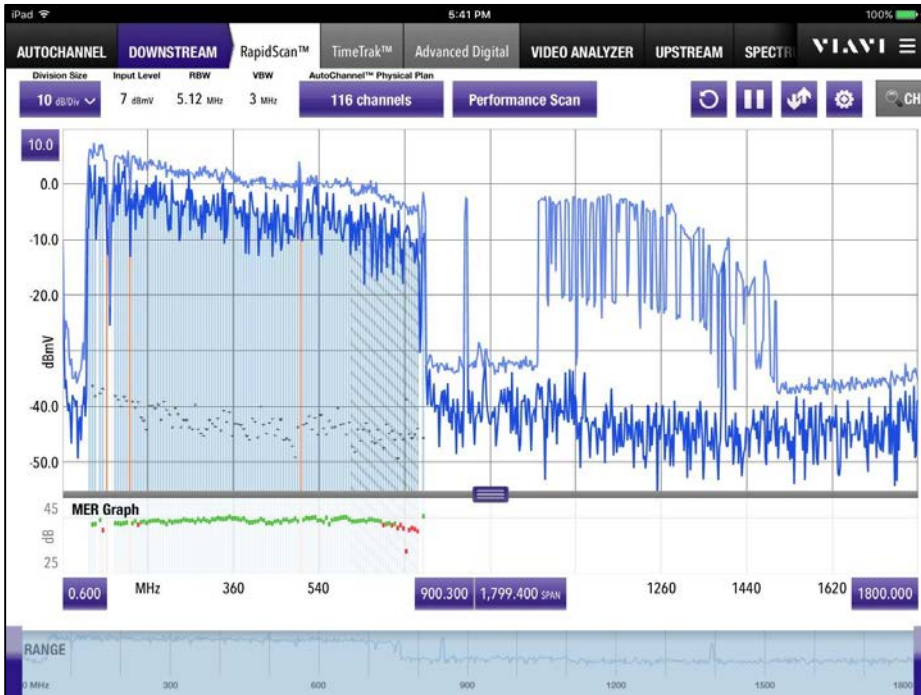 iPad 5:41 PM 100%
AUTOCHANNEL DOWNSTREAM RapidScan™ TimeTrak™ Advanced Digital VIDEO ANALYZER UPSTREAM SPECTR VIAVI
Division Size Input Level RBW VBW AutoChannel™ Physical Plan
10 dB/Div 7 dBmV 5.12 MHz 3 MHz 116 channels Performance Scan CH
10.0
0.0
-10.0
-20.0
dBmV
-40.0
-50.0
45 MER Graph
dB
25
0.600 MHz 360 540 900.300 1,799.400 SPAN 1260 1440 1620 1800.000
RANGE
0 MHz 300 600 900 1200 1500 1800